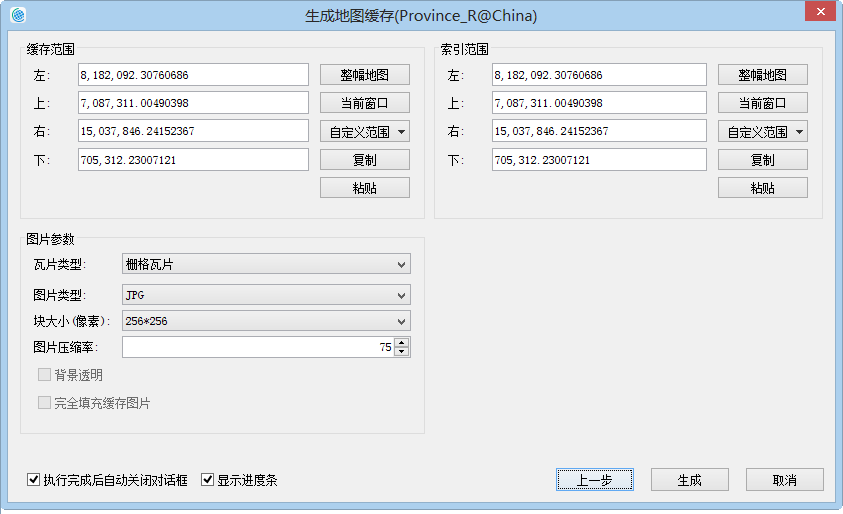 生成地图缓存(Province_R@China)
缓存范围
左: 8,182,092.30760686 整幅地图
上: 7,087,311.00490398 当前窗口
右: 15,037,846.24152367 自定义范围
下: 705,312.23007121 复制
粘贴
索引范围
左: 8,182,092.30760686 整幅地图
上: 7,087,311.00490398 当前窗口
右: 15,037,846.24152367 自定义范围
下: 705,312.23007121 复制
粘贴
图片参数
瓦片类型: 栅格瓦片
图片类型: JPG
块大小(像素): 256*256
图片压缩率: 75
背景透明
完全填充缓存图片
执行完成后自动关闭对话框 显示进度条 上一步 生成 取消